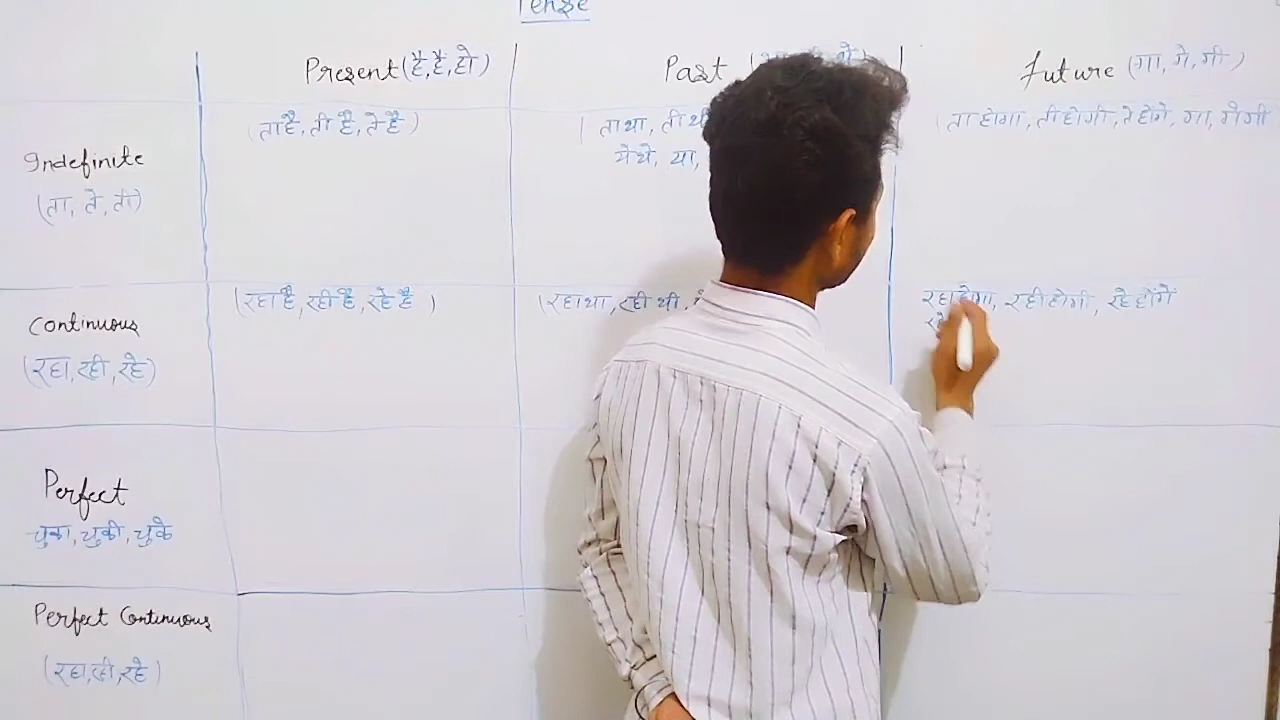 Tense
Present (है, हैं, हो)
Past
Future (गा, गे, गी)
Indefinite
(ता, ते, ती)
(ता है, ती है, ते है)
ता था, ती थी
या,
(ता होगा, ती होगी, ते होंगे, गा, गे गी
Continuous
(रहा, रही, रहे)
(रहा है, रही है, रहे है)
(रहा था, रही थी,
रहा होगा, रही होगी, रहे होंगे
Perfect
चुका, चुकी, चुके
Perfect Continuous
(रहा, रही, रहे)